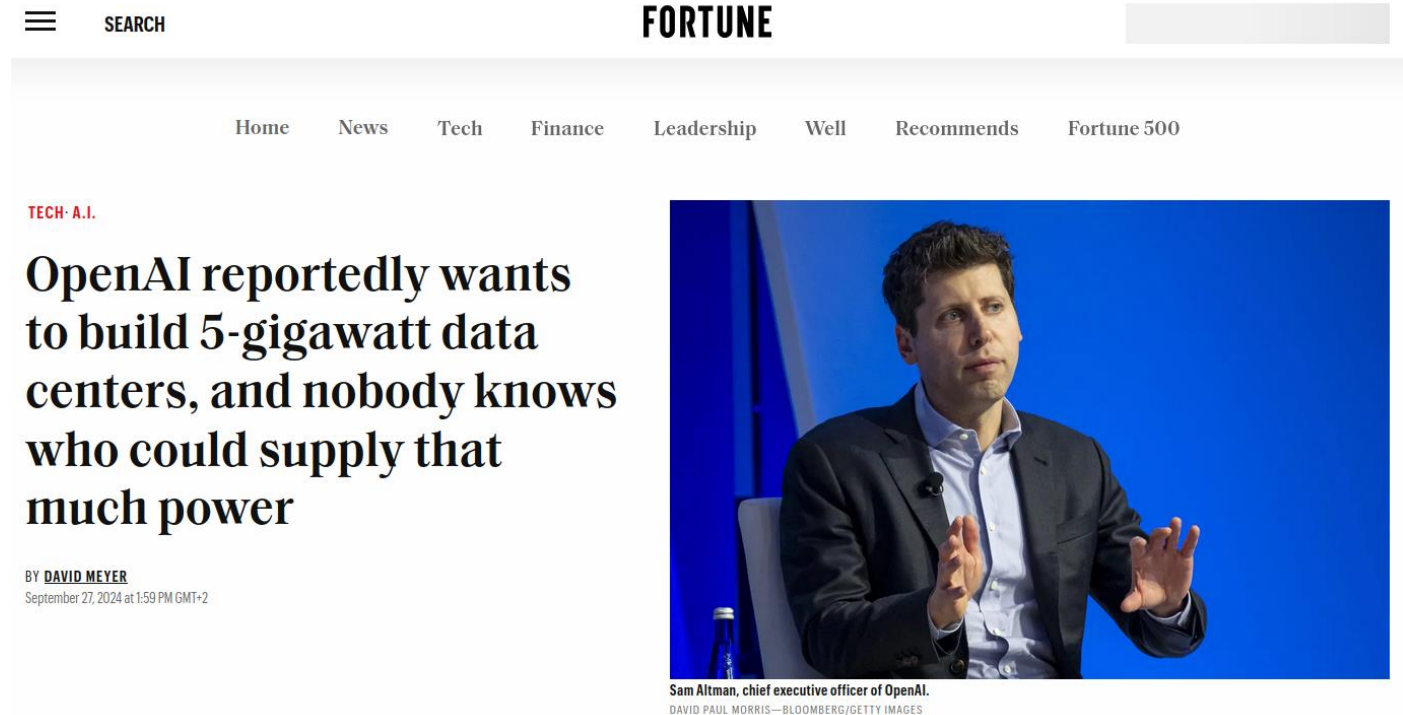 SEARCH
FORTUNE
Home News Tech Finance Leadership Well Recommends Fortune 500
TECH· A.I.
OpenAI reportedly wants
to build 5-gigawatt data
centers, and nobody knows
who could supply that
much power
BY DAVID MEYER
September 27, 2024 at 1:59 PM GMT+2
Sam Altman, chief executive officer of OpenAI.
DAVID PAUL MORRIS—BLOOMBERG/GETTY IMAGES